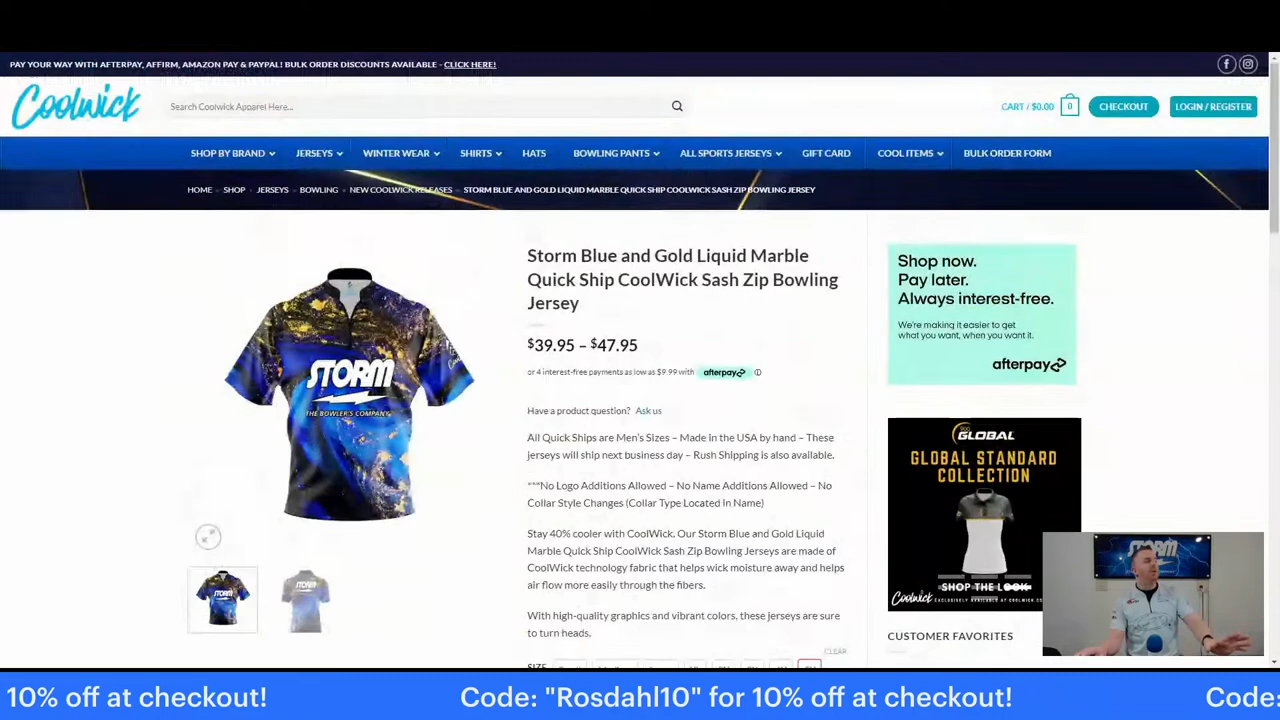 PAY YOUR WAY WITH AFTERPAY, AFFIRM, AMAZON PAY & PAYPAL! BULK ORDER DISCOUNTS AVAILABLE - CLICK HERE!
Coolwick
Search Coolwick Apparel Here...
CART / $0.00
0
CHECKOUT
LOGIN / REGISTER
SHOP BY BRAND
JERSEYS
WINTER WEAR
SHIRTS
HATS
BOWLING PANTS
ALL SPORTS JERSEYS
GIFT CARD
COOL ITEMS
BULK ORDER FORM
HOME
SHOP
JERSEYS
BOWLING
NEW COOLWICK RELEASES
STORM BLUE AND GOLD LIQUID MARBLE QUICK SHIP COOLWICK SASH ZIP BOWLING JERSEY
STORM
THE BOWLER'S COMPANY
Storm Blue and Gold Liquid Marble
Quick Ship CoolWick Sash Zip Bowling
Jersey
$39.95 – $47.95
or 4 interest-free payments as low as $9.99 with afterpay
Have a product question? Ask us
All Quick Ships are Men's Sizes – Made in the USA by hand – These
jerseys will ship next business day – Rush Shipping is also available.
***No Logo Additions Allowed – No Name Additions Allowed – No
Collar Style Changes (Collar Type Located In Name)
Stay 40% cooler with CoolWick. Our Storm Blue and Gold Liquid
Marble Quick Ship CoolWick Sash Zip Bowling Jerseys are made of
CoolWick technology fabric that helps wick moisture away and helps
air flow more easily through the fibers.
With high-quality graphics and vibrant colors, these jerseys are sure
to turn heads.
CLEAR
SIZE
Shop now.
Pay later.
Always interest-free.
We're making it easier to get
what you want, when you want it.
afterpay
900 GLOBAL
GLOBAL STANDARD
COLLECTION
SHOP THE LOOK
Coolwick
EXCLUSIVELY AVAILABLE AT COOLWICK.CO
STORM
CUSTOMER FAVORITES
10% off at checkout!
Code: "Rosdahl10" for 10% off at checkout!
Code: